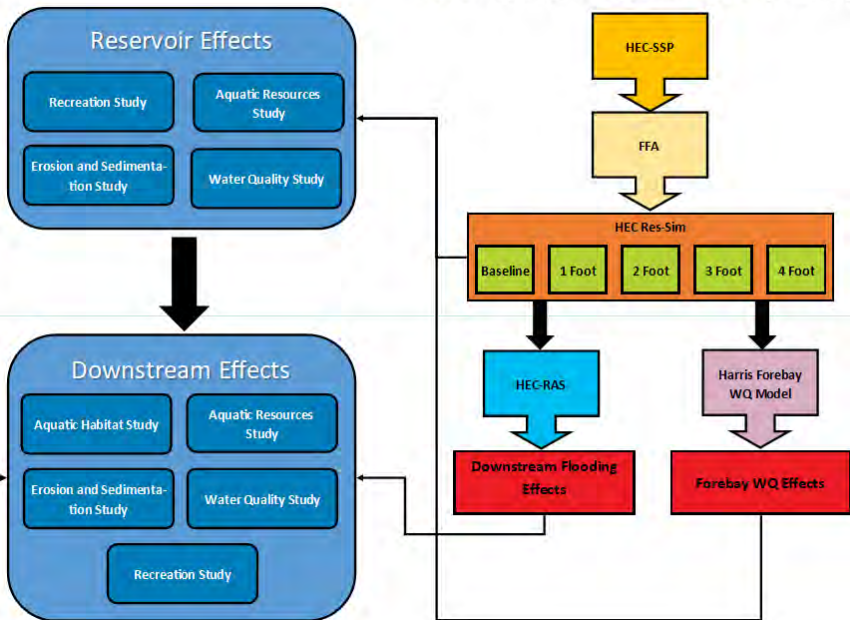 Reservoir Effects
Recreation Study
Aquatic Resources
Study
Erosion and Sedimenta-
tion Study
Water Quality Study
Downstream Effects
Aquatic Habitat Study
Aquatic Resources
Study
Erosion and Sedimenta-
tion Study
Water Quality Study
Recreation Study
HEC-SSP
FFA
HEC Res-Sim
Baseline
1 Foot
2 Foot
3 Foot
4 Foot
HEC-RAS
Harris Forebay
WQ Model
Downstream Flooding
Effects
Forebay WQ Effects